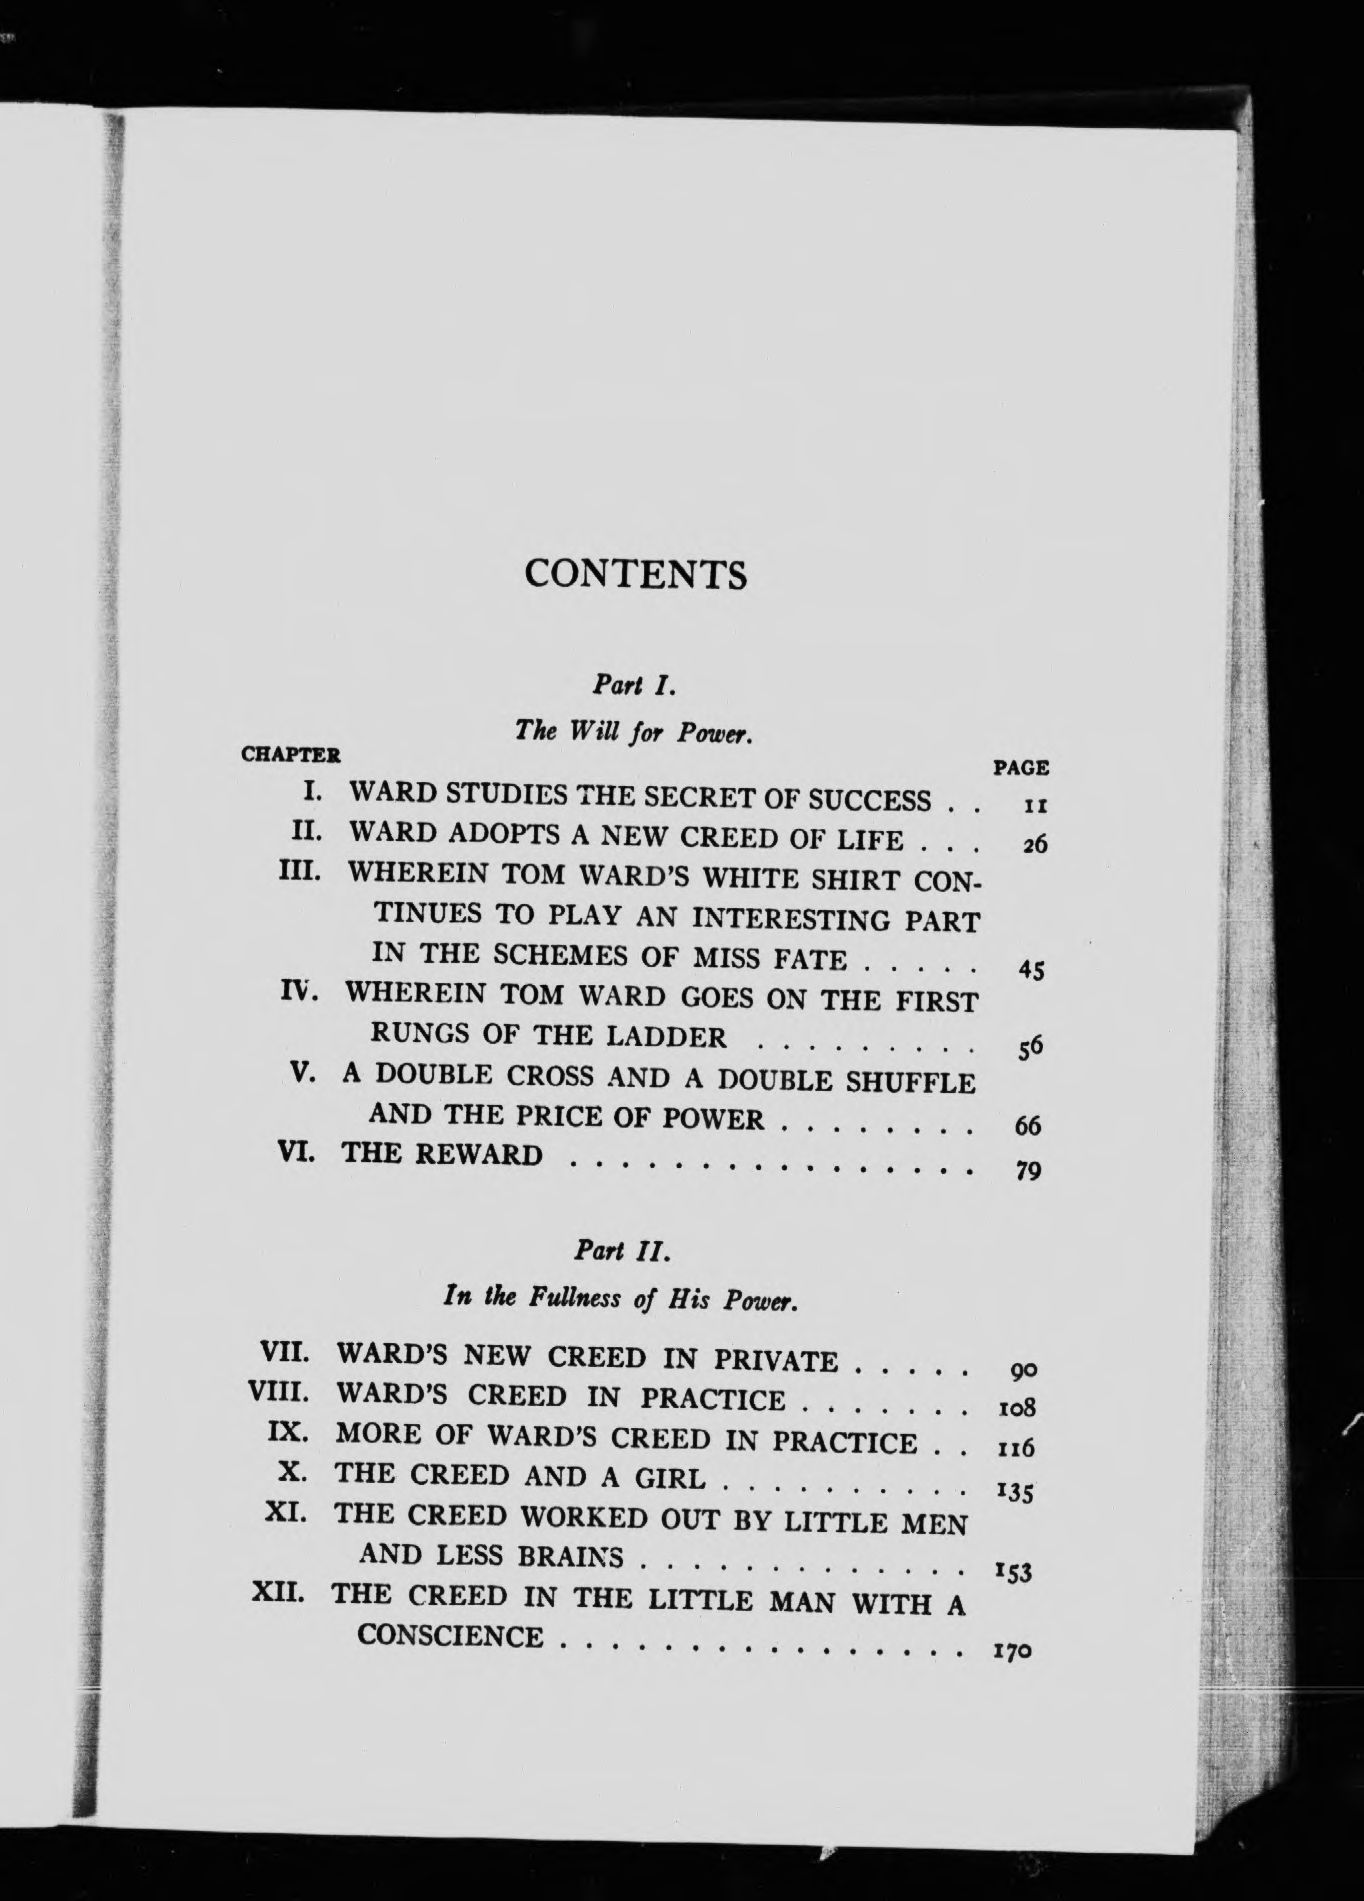 CONTENTS
Part I.
The Will for Power.
CHAPTER PAGE
I. WARD STUDIES THE SECRET OF SUCCESS . . 11
II. WARD ADOPTS A NEW CREED OF LIFE . . . 26
III. WHEREIN TOM WARD'S WHITE SHIRT CON-
TINUES TO PLAY AN INTERESTING PART
IN THE SCHEMES OF MISS FATE . . . . . 45
IV. WHEREIN TOM WARD GOES ON THE FIRST
RUNGS OF THE LADDER . . . . . . . . . 56
V. A DOUBLE CROSS AND A DOUBLE SHUFFLE
AND THE PRICE OF POWER . . . . . . . . 66
VI. THE REWARD . . . . . . . . . . . . . . . . 79
Part II.
In the Fullness of His Power.
VII. WARD'S NEW CREED IN PRIVATE . . . . . 90
VIII. WARD'S CREED IN PRACTICE . . . . . . . 108
IX. MORE OF WARD'S CREED IN PRACTICE . . 116
X. THE CREED AND A GIRL . . . . . . . . . . 135
XI. THE CREED WORKED OUT BY LITTLE MEN
AND LESS BRAINS . . . . . . . . . . . . . 153
XII. THE CREED IN THE LITTLE MAN WITH A
CONSCIENCE . . . . . . . . . . . . . . . . 170